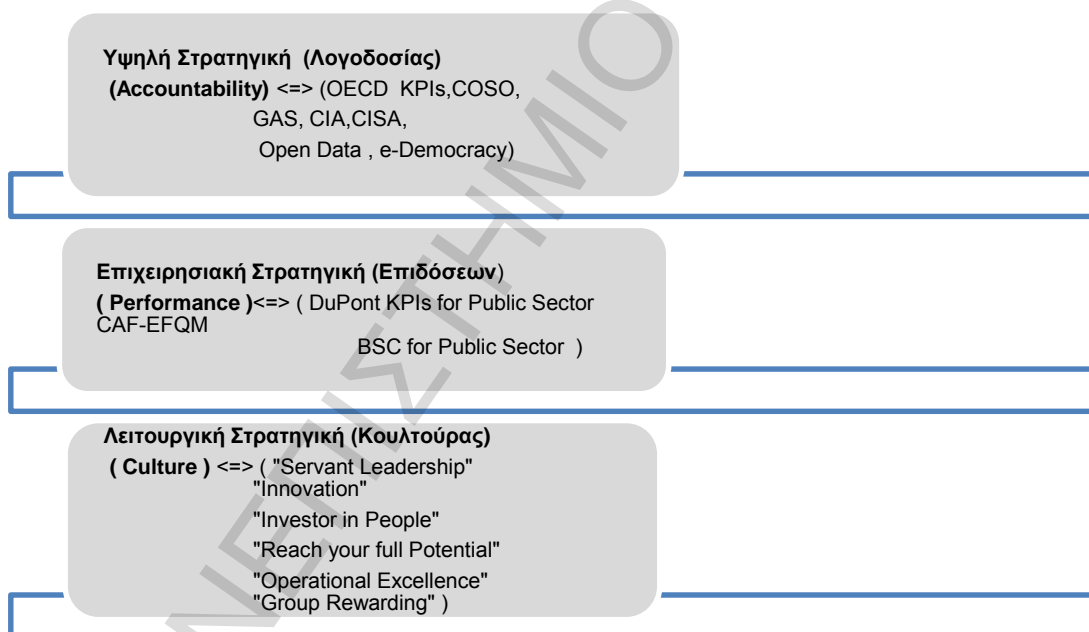 Υψηλή Στρατηγική (Λογοδοσίας)
(Accountability) <=> (OECD KPIs,COSO,
GAS, CIA,CISA,
Open Data , e-Democracy)
Επιχειρησιακή Στρατηγική (Επιδόσεων)
( Performance )<=> ( DuPont KPIs for Public Sector
CAF-EFQM
BSC for Public Sector )
Λειτουργική Στρατηγική (Κουλτούρας)
( Culture ) <=> ( "Servant Leadership"
"Innovation"
"Investor in People"
"Reach your full Potential"
"Operational Excellence"
"Group Rewarding" )